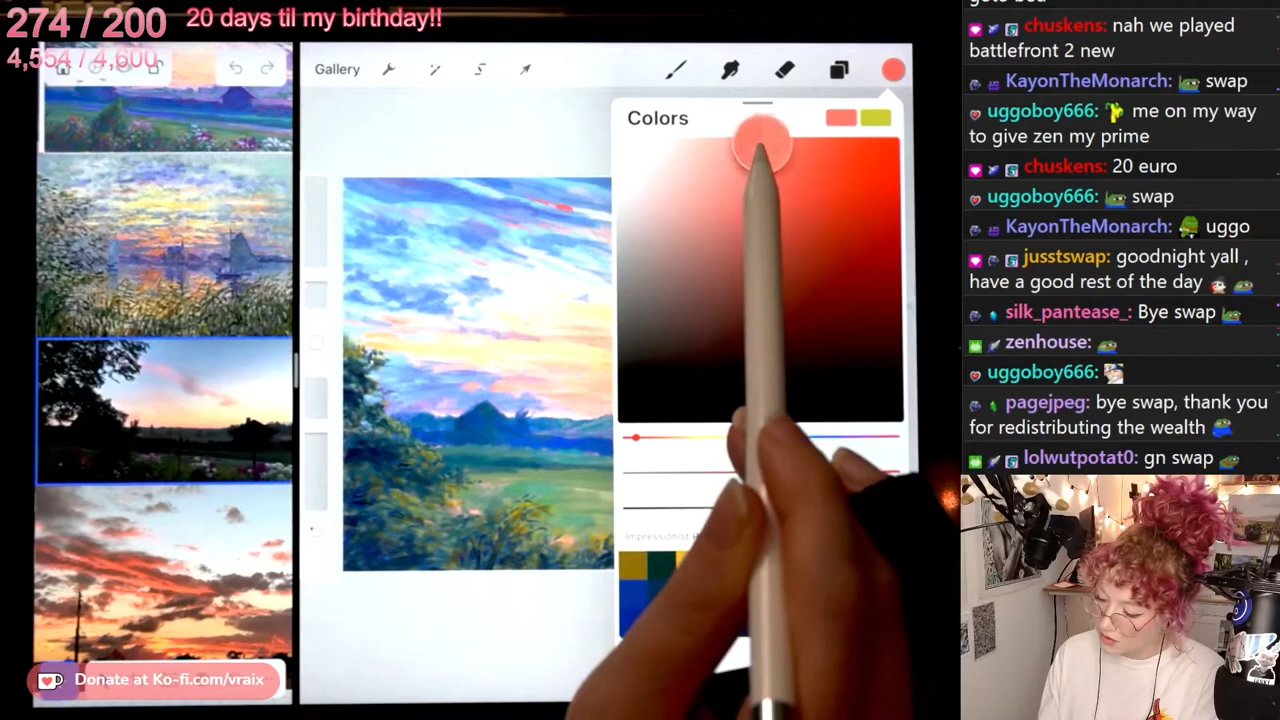 274 / 200
20 days til my birthday!!
4,554 / 4,600
Gallery
Colors
Donate at Ko-fi.com/vraix
goto bed
chuskens: nah we played
battlefront 2 new
KayonTheMonarch: swap
uggoboy666: me on my way
to give zen my prime
chuskens: 20 euro
uggoboy666: swap
KayonTheMonarch: uggo
jusstswap: goodnight yall ,
have a good rest of the day
silk_pantease_: Bye swap
zenhouse:
uggoboy666:
pagejpeg: bye swap, thank you
for redistributing the wealth
lolwutpotat0: gn swap
Impressionist